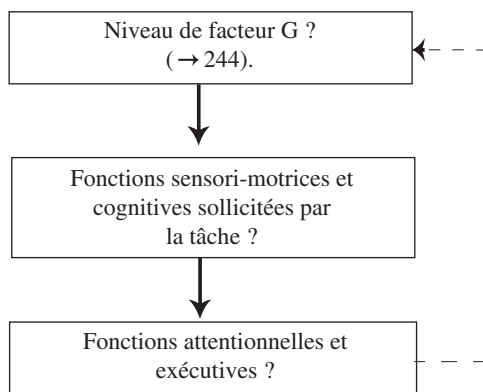 Niveau de facteur G ?
(→ 244).
Fonctions sensori-motrices et
cognitives sollicitées par
la tâche ?
Fonctions attentionnelles et
exécutives ?